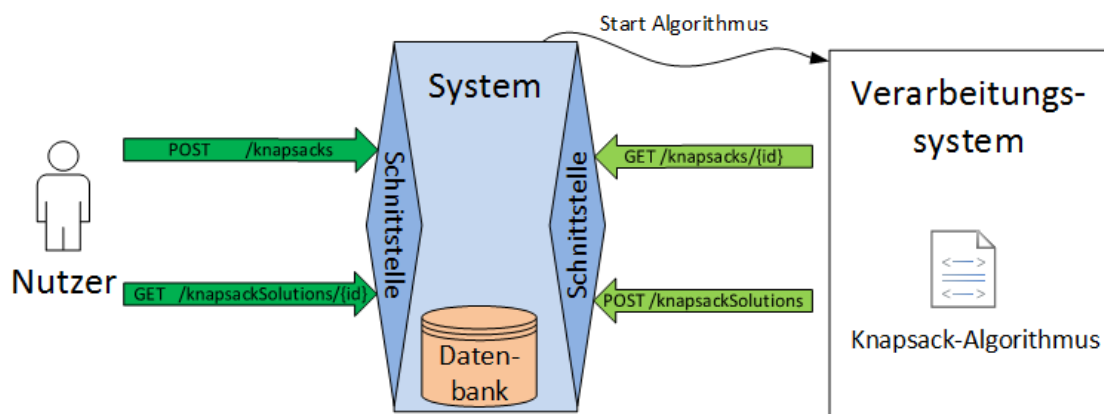 Start Algorithmus
System
Verarbeitungs-
system
POST /knapsacks
GET /knapsacks/{id}
Schnittstelle
Schnittstelle
Nutzer
GET /knapsackSolutions/{id}
POST /knapsackSolutions
<—>
<—>
Daten-
bank
Knapsack-Algorithmus